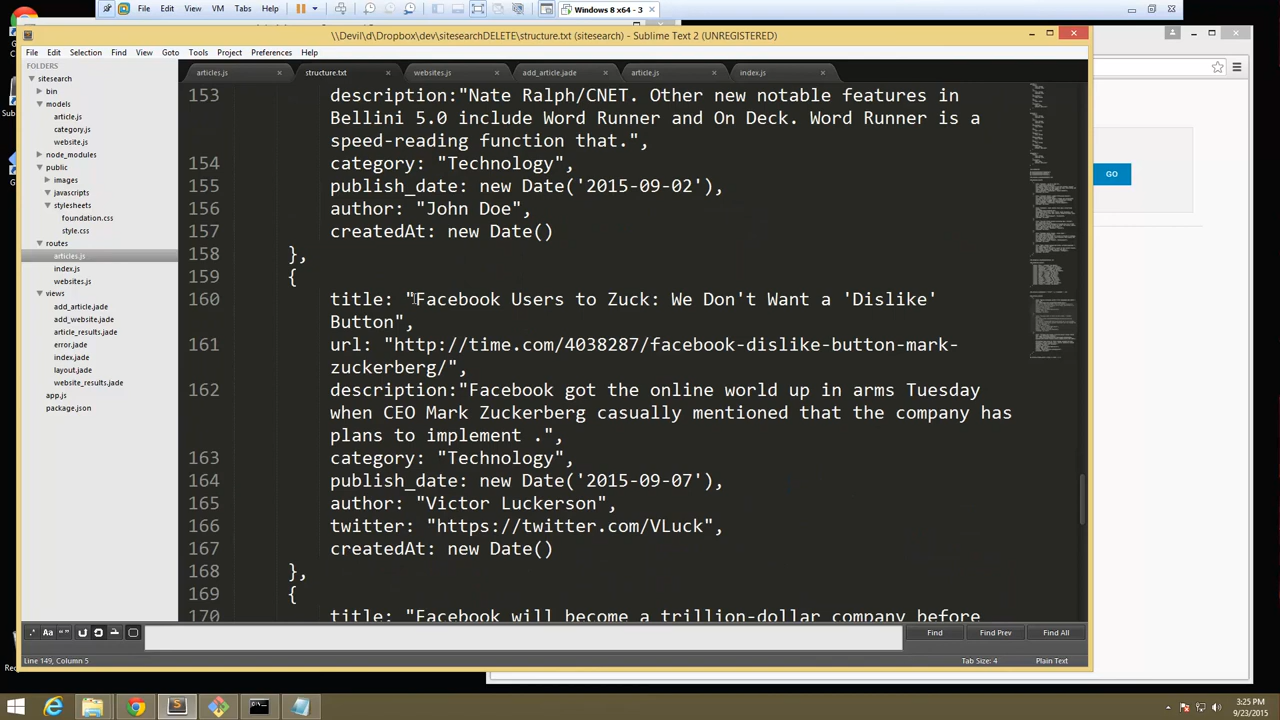 File Edit View VM Tabs Help
Windows 8 x64 - 3
\\Devil\d\Dropbox\dev\sitesearchDELETE\structure.txt (sitesearch) - Sublime Text 2 (UNREGISTERED)
File Edit Selection Find View Goto Tools Project Preferences Help
FOLDERS
sitesearch
bin
models
article.js
category.js
website.js
node_modules
public
images
javascripts
stylesheets
foundation.css
style.css
routes
articles.js
index.js
websites.js
views
add_article.jade
add_website.jade
article_results.jade
error.jade
index.jade
layout.jade
website_results.jade
app.js
package.json
articles.js structure.txt websites.js add_article.jade article.js index.js
153 description:"Nate Ralph/CNET. Other new notable features in
Bellini 5.0 include Word Runner and On Deck. Word Runner is a
speed-reading function that.",
154 category: "Technology",
155 publish_date: new Date('2015-09-02'),
156 author: "John Doe",
157 createdAt: new Date()
158 },
159 {
160 title: "Facebook Users to Zuck: We Don't Want a 'Dislike'
Button",
161 url: "http://time.com/4038287/facebook-dislike-button-mark-
zuckerberg/",
162 description:"Facebook got the online world up in arms Tuesday
when CEO Mark Zuckerberg casually mentioned that the company has
plans to implement .",
163 category: "Technology",
164 publish_date: new Date('2015-09-07'),
165 author: "Victor Luckerson",
166 twitter: "https://twitter.com/VLuck",
167 createdAt: new Date()
168 },
169 {
170 title: "Facebook will become a trillion-dollar company before
GO
Find Find Prev Find All
Line 149, Column 5
Tab Size: 4 Plain Text
3:25 PM
9/23/2015